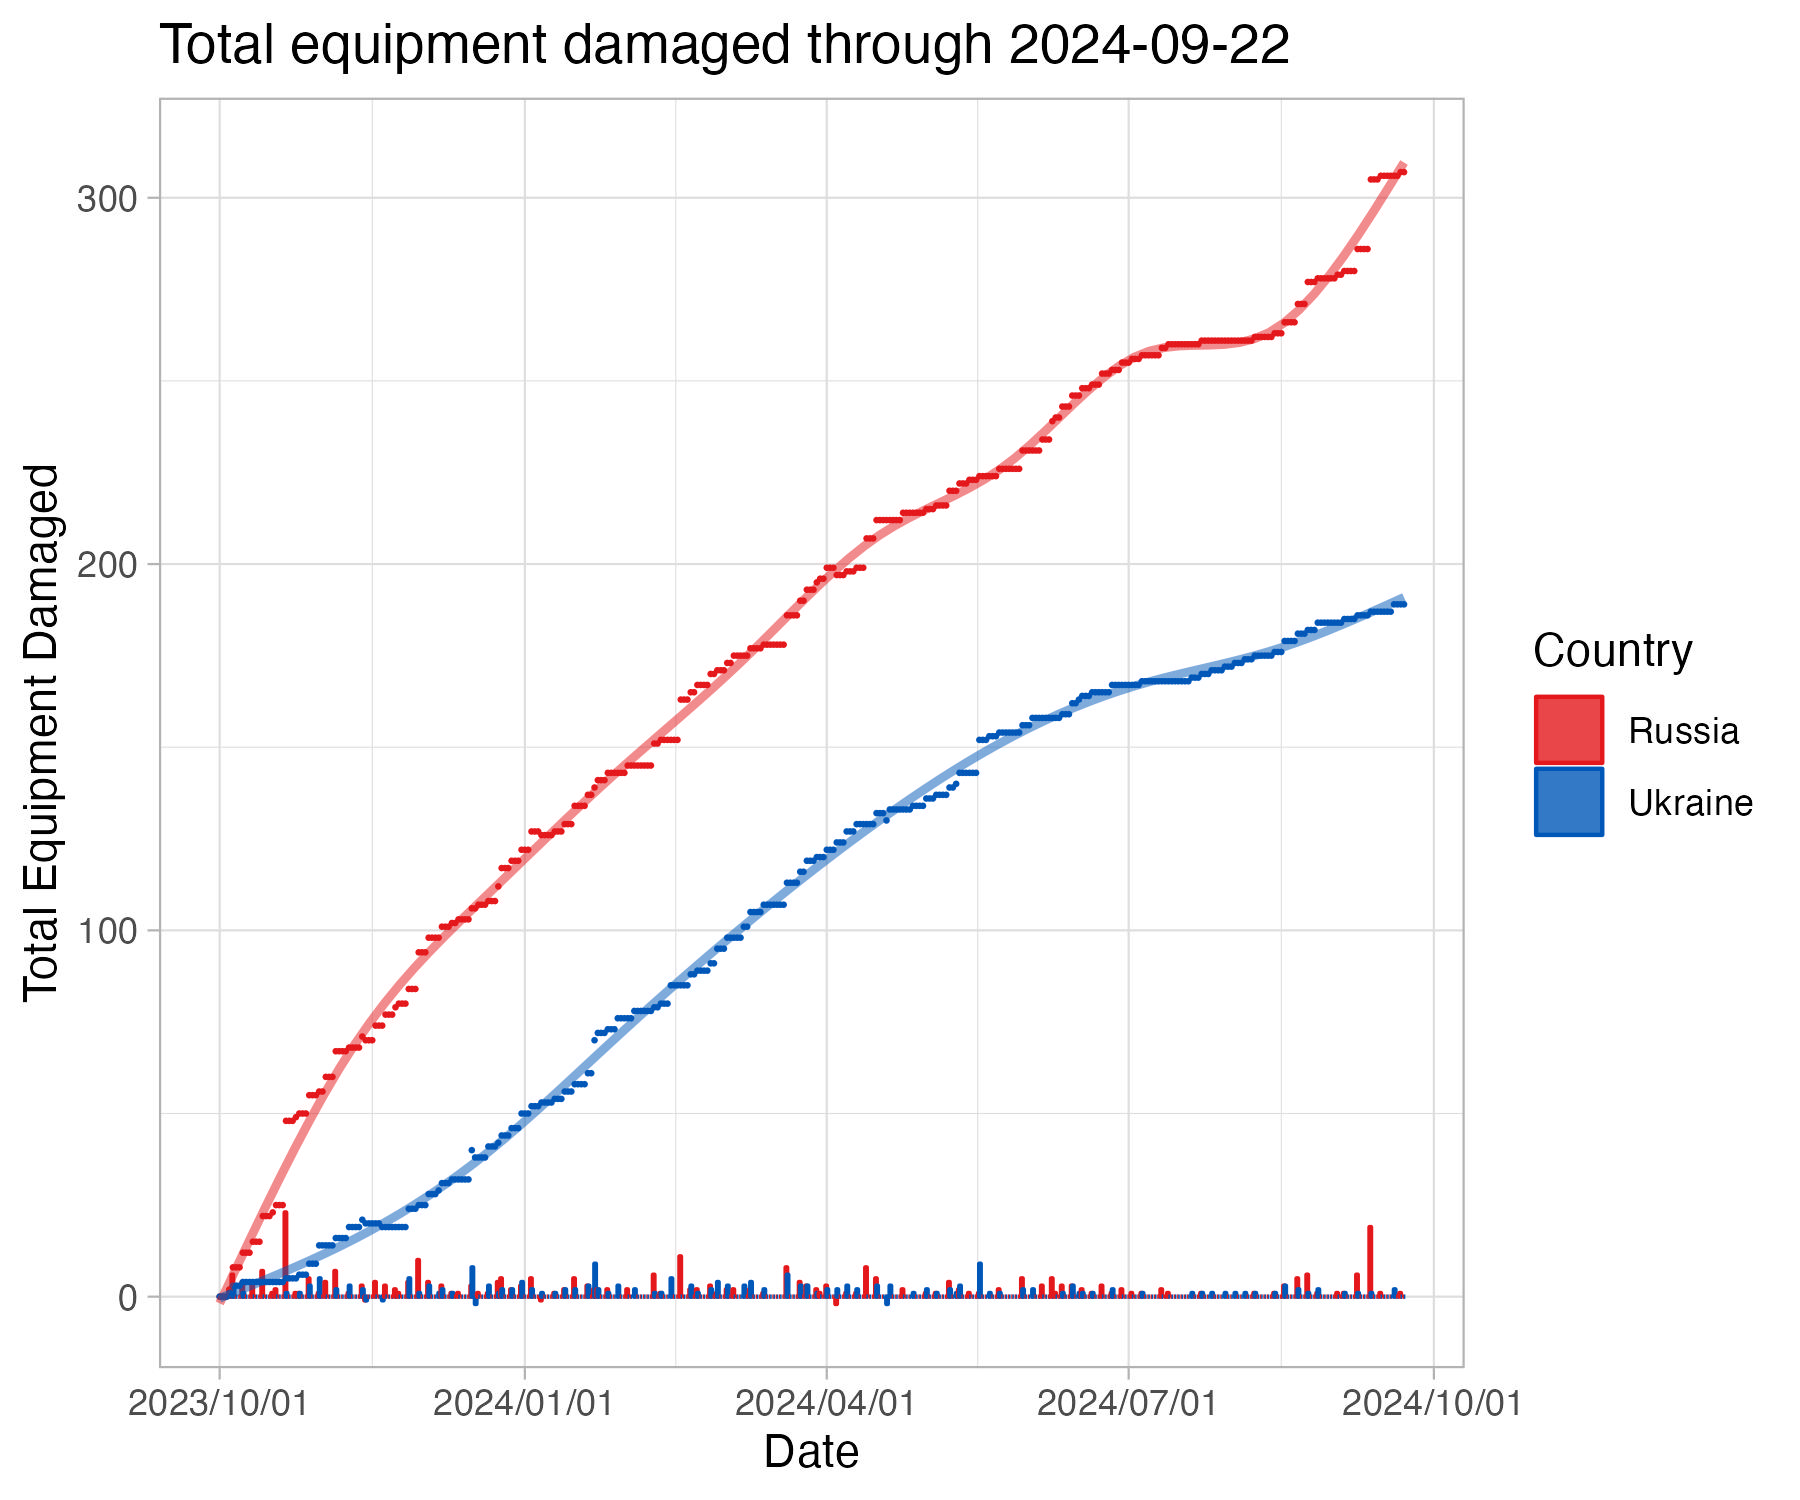 Total equipment damaged through 2024-09-22
Total Equipment Damaged
300
200
100
0
2023/10/01
2024/01/01
2024/04/01
2024/07/01
2024/10/01
Date
Country
Russia
Ukraine